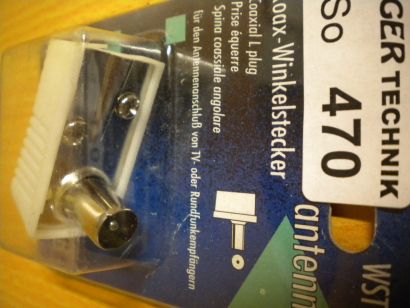 GER TECHNIK
So 470
WST
antenn
Koax-Winkelstecker
Coaxial L plug
Prise équerre
Spina coassiale angolare
für den Antennenanschluß von TV- oder Rundfunkempfängern